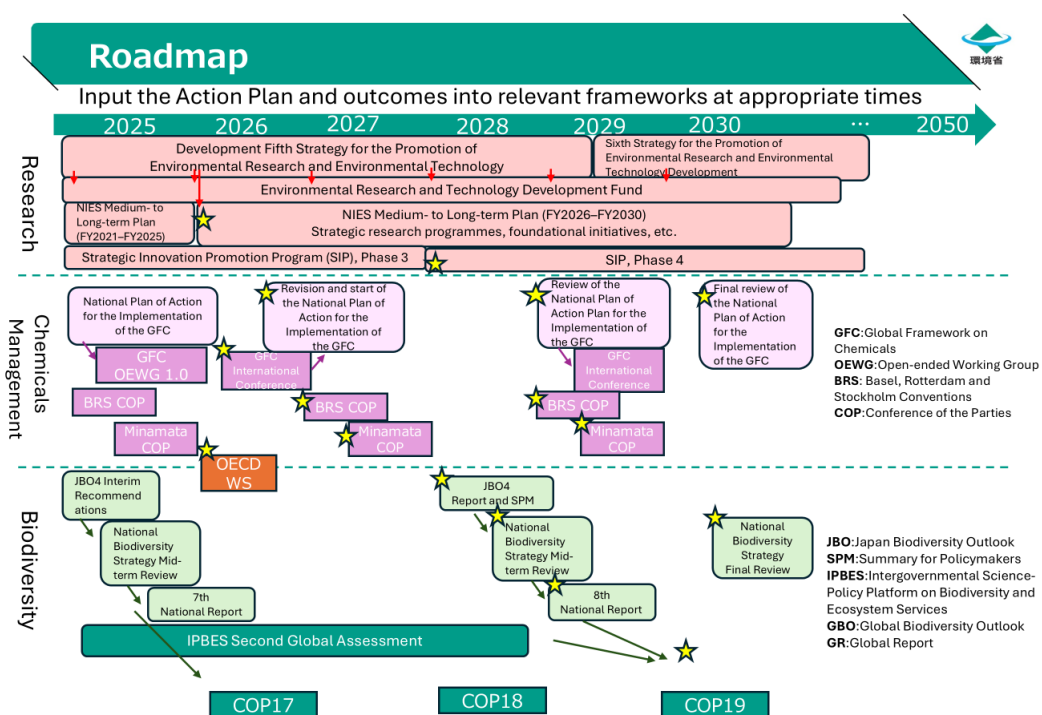 Roadmap
環境省
Input the Action Plan and outcomes into relevant frameworks at appropriate times
2025
2026
2027
2028
2029
2030
…
2050
Research
Development Fifth Strategy for the Promotion of
Environmental Research and Environmental Technology
Sixth Strategy for the Promotion of
Environmental Research and Environmental
Technology Development
Environmental Research and Technology Development Fund
NIES Medium- to
Long-term Plan
(FY2021–FY2025)
NIES Medium- to Long-term Plan (FY2026–FY2030)
Strategic research programmes, foundational initiatives, etc.
Strategic Innovation Promotion Program (SIP), Phase 3
SIP, Phase 4
Chemicals
Management
National Plan of Action
for the Implementation
of the GFC
Revision and start of
the National Plan of
Action for the
Implementation of
the GFC
Review of the
National Plan of
Action Plan for the
Implementation of
the GFC
Final review of
the National
Plan of Action
for the
Implementation
of the GFC
GFC
OEWG 1.0
GFC
International
Conference
GFC
International
Conference
BRS COP
BRS COP
BRS COP
Minamata
COP
Minamata
COP
Minamata
COP
OECD
WS
GFC:Global Framework on
Chemicals
OEWG:Open-ended Working Group
BRS: Basel, Rotterdam and
Stockholm Conventions
COP:Conference of the Parties
Biodiversity
JBO4 Interim
Recommend
ations
National
Biodiversity
Strategy Mid-
term Review
7th
National Report
JBO4
Report and SPM
National
Biodiversity
Strategy Mid-
term Review
8th
National Report
National
Biodiversity
Strategy
Final Review
IPBES Second Global Assessment
COP17
COP18
COP19
JBO:Japan Biodiversity Outlook
SPM:Summary for Policymakers
IPBES:Intergovernmental Science-
Policy Platform on Biodiversity and
Ecosystem Services
GBO:Global Biodiversity Outlook
GR:Global Report